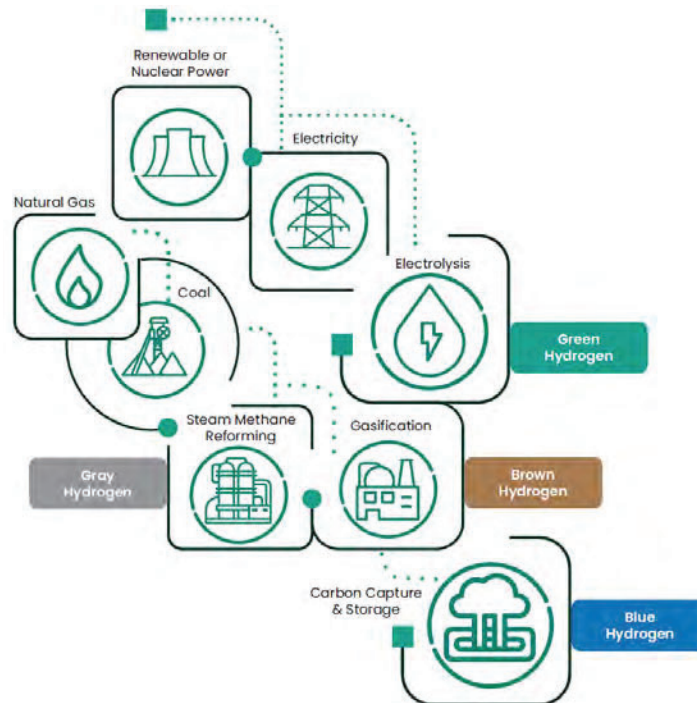 Renewable or
Nuclear Power
Electricity
Natural Gas
Electrolysis
Coal
Green
Hydrogen
Steam Methane
Reforming
Gasification
Gray
Hydrogen
Brown
Hydrogen
Carbon Capture
& Storage
Blue
Hydrogen